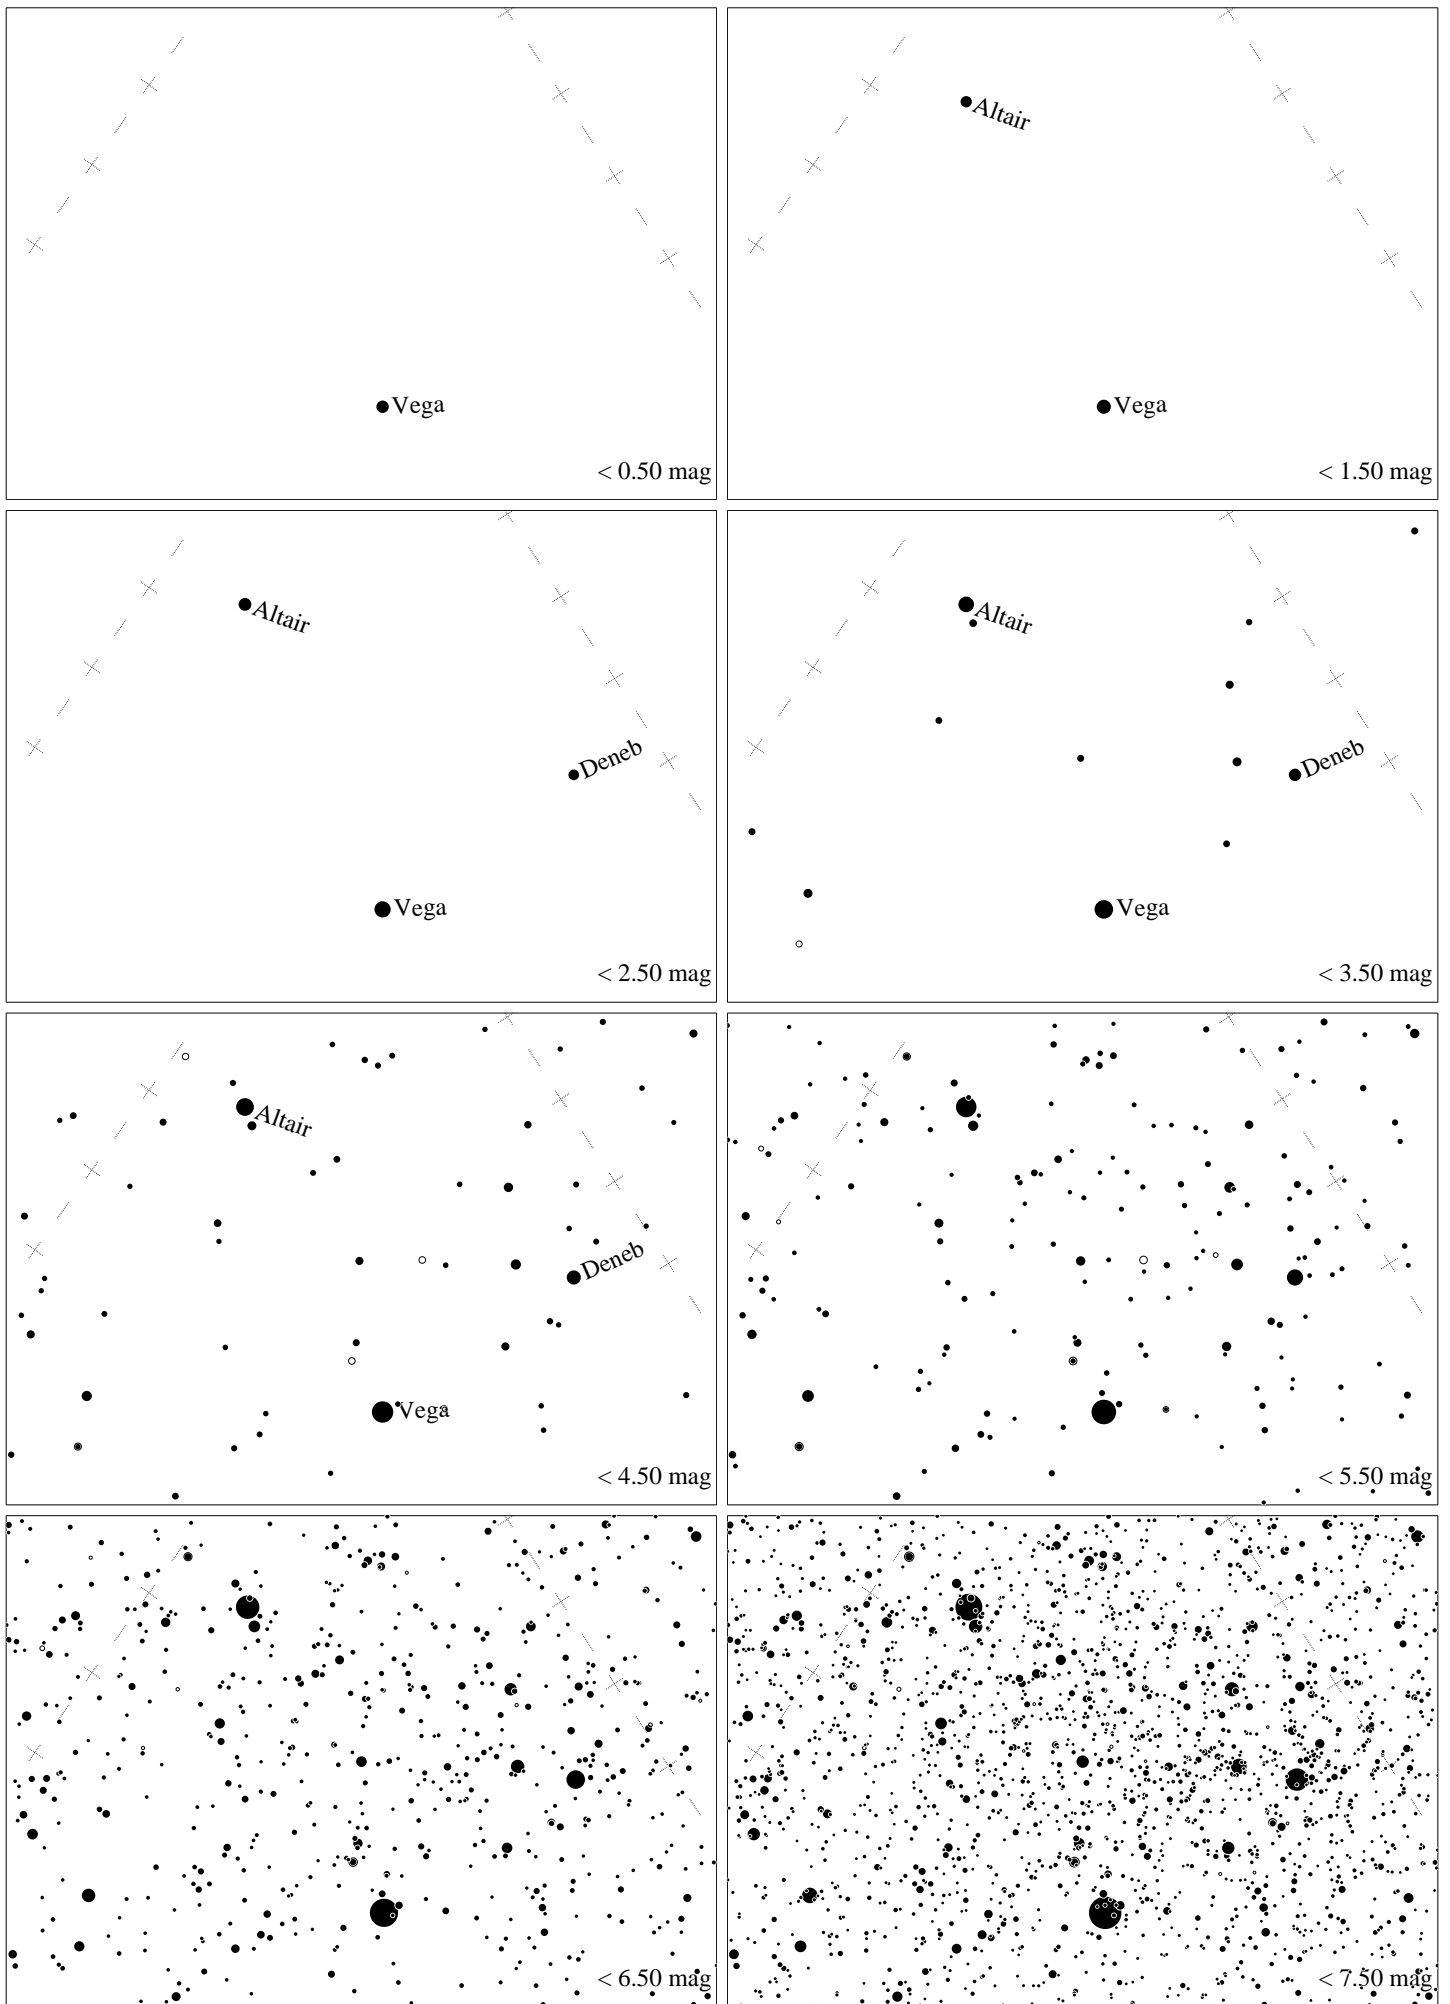 Vega
< 0.50 mag
Altair
Vega
< 1.50 mag
Altair
Deneb
Vega
< 2.50 mag
Altair
Deneb
Vega
< 3.50 mag
Altair
Deneb
Vega
< 4.50 mag
< 5.50 mag
< 6.50 mag
< 7.50 mag